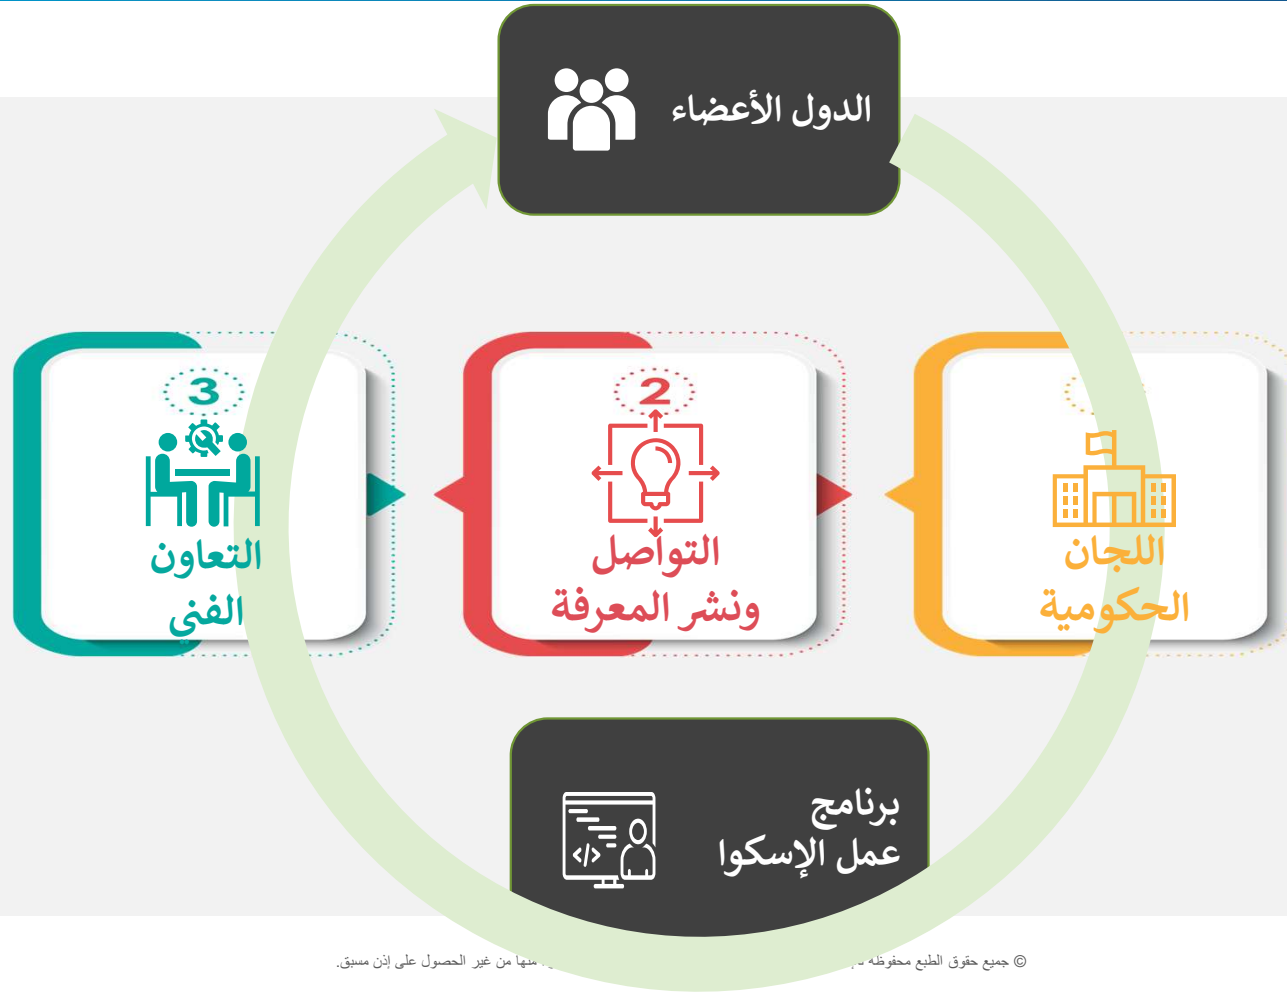 الدول الأعضاء
اللجان
الحكومية
2
التواصل
ونشر المعرفة
3
التعاون
الفني
برنامج
عمل الإسكوا
</>
© جميع حقوق الطبع محفوظة منها من غير الحصول على إذن مسبق.